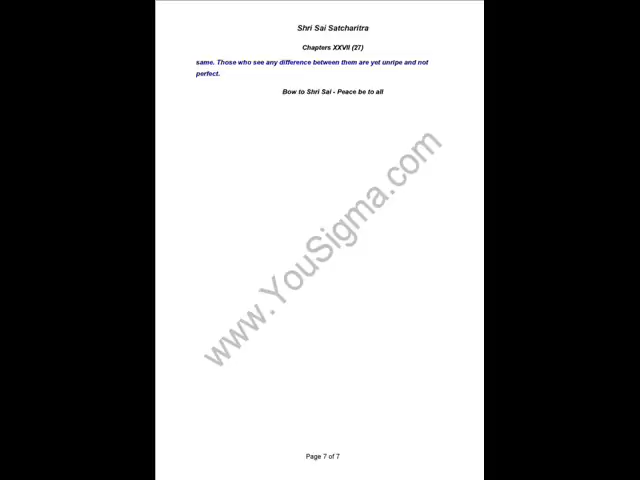 Shri Sai Satcharitra
Chapters XXVII (27)
same. Those who see any difference between them are yet unripe and not
perfect.
Bow to Shri Sai - Peace be to all
www.YouSigma.com
Page 7 of 7